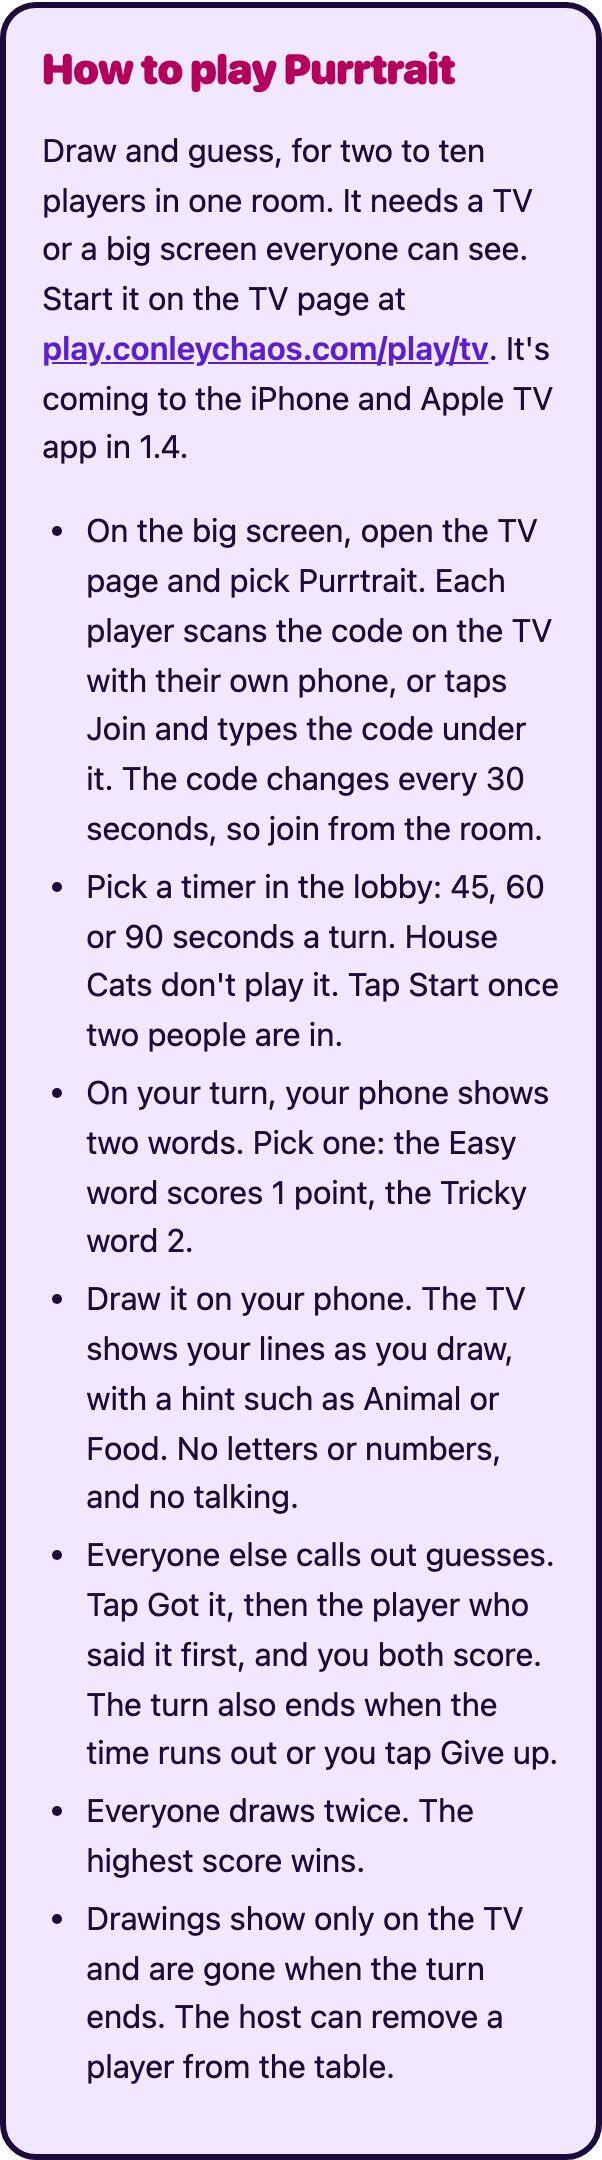 How to play Purrtrait
Draw and guess, for two to ten
players in one room. It needs a TV
or a big screen everyone can see.
Start it on the TV page at
play.conleychaos.com/play/tv. It's
coming to the iPhone and Apple TV
app in 1.4.
• On the big screen, open the TV
page and pick Purrtrait. Each
player scans the code on the TV
with their own phone, or taps
Join and types the code under
it. The code changes every 30
seconds, so join from the room.
• Pick a timer in the lobby: 45, 60
or 90 seconds a turn. House
Cats don't play it. Tap Start once
two people are in.
• On your turn, your phone shows
two words. Pick one: the Easy
word scores 1 point, the Tricky
word 2.
• Draw it on your phone. The TV
shows your lines as you draw,
with a hint such as Animal or
Food. No letters or numbers,
and no talking.
• Everyone else calls out guesses.
Tap Got it, then the player who
said it first, and you both score.
The turn also ends when the
time runs out or you tap Give up.
• Everyone draws twice. The
highest score wins.
• Drawings show only on the TV
and are gone when the turn
ends. The host can remove a
player from the table.